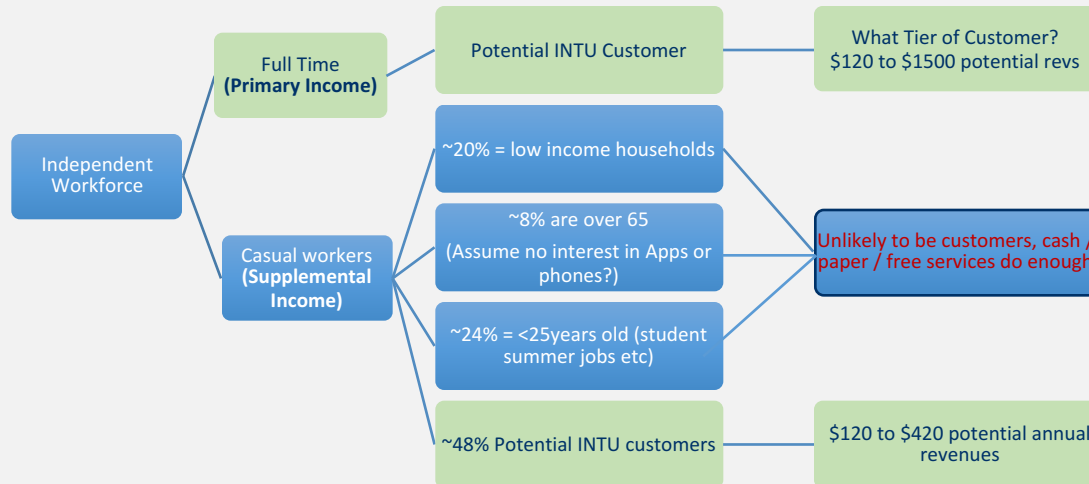 Independent
Workforce
Full Time
(Primary Income)
Casual workers
(Supplemental
Income)
Potential INTU Customer
~20% = low income households
~8% are over 65
(Assume no interest in Apps or
phones?)
~24% = <25years old (student
summer jobs etc)
~48% Potential INTU customers
What Tier of Customer?
$120 to $1500 potential revs
Unlikely to be customers, cash /
paper / free services do enough
$120 to $420 potential annual
revenues